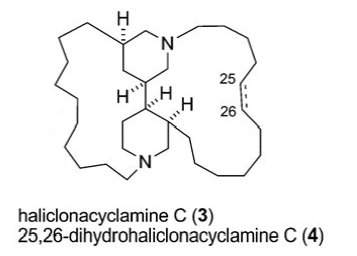 H
N
25
H
H
H
26
N
haliclonacyclamine C (3)
25,26-dihydrohaliclonacyclamine C (4)